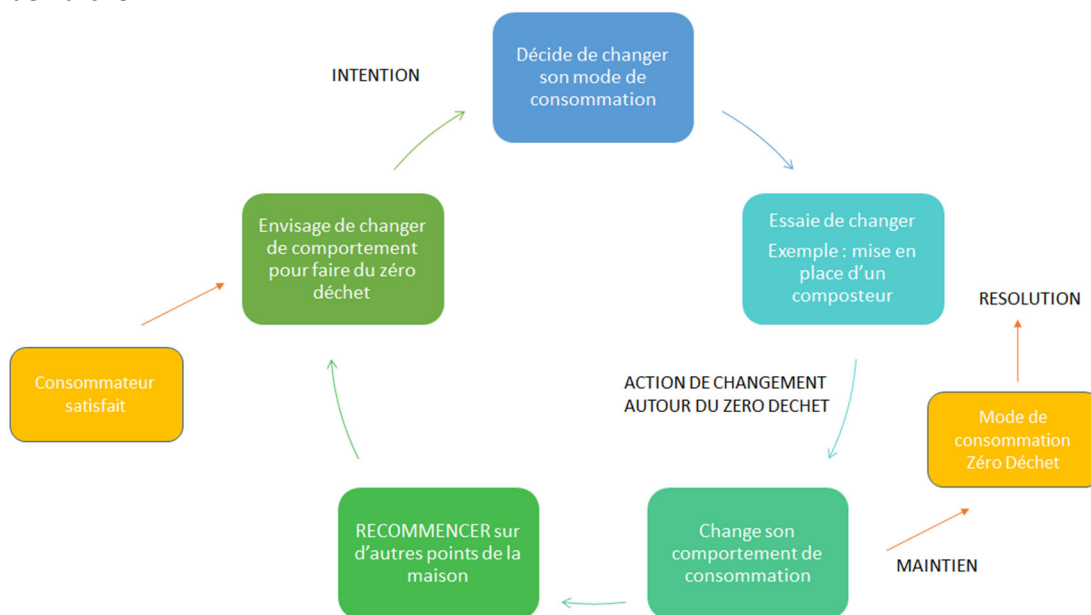 INTENTION
Décide de changer
son mode de
consommation
Envisage de changer
de comportement
pour faire du zéro
déchet
Essaie de changer
Exemple : mise en
place d'un
composteur
RESOLUTION
Consommateur
satisfait
ACTION DE CHANGEMENT
AUTOUR DU ZERO DECHET
Mode de
consommation
Zéro Déchet
RECOMMENCER sur
d'autres points de la
maison
Change son
comportement de
consommation
MAINTIEN